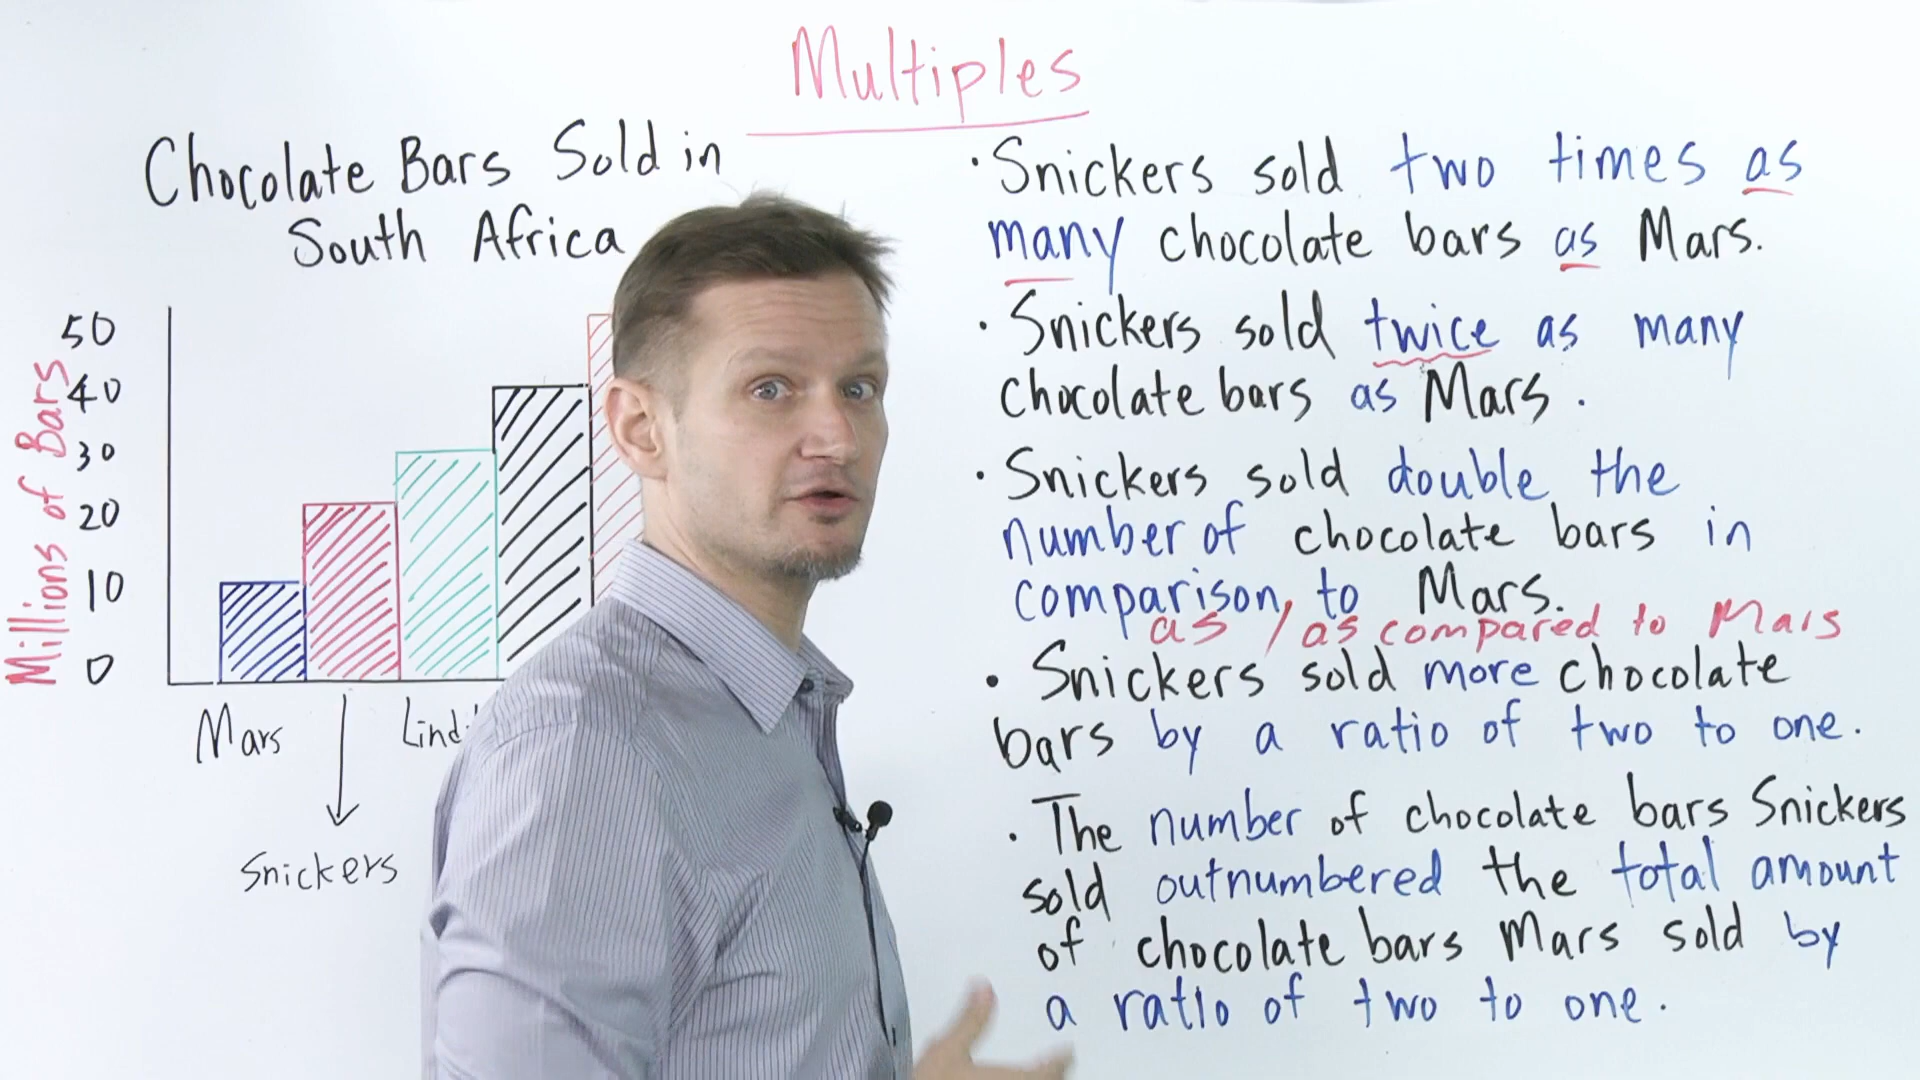 Multiples
Chocolate Bars Sold in
South Africa
Millions of Bars
50
40
30
20
10
0
Mars
Snickers
• Snickers sold two times as
many chocolate bars as Mars.
• Snickers sold twice as many
chocolate bars as Mars.
• Snickers sold double the
number of chocolate bars in
comparison to Mars.
as / as compared to Mars
• Snickers sold more chocolate
bars by a ratio of two to one.
• The number of chocolate bars Snickers
sold outnumbered the total amount
of chocolate bars Mars sold by
a ratio of two to one.